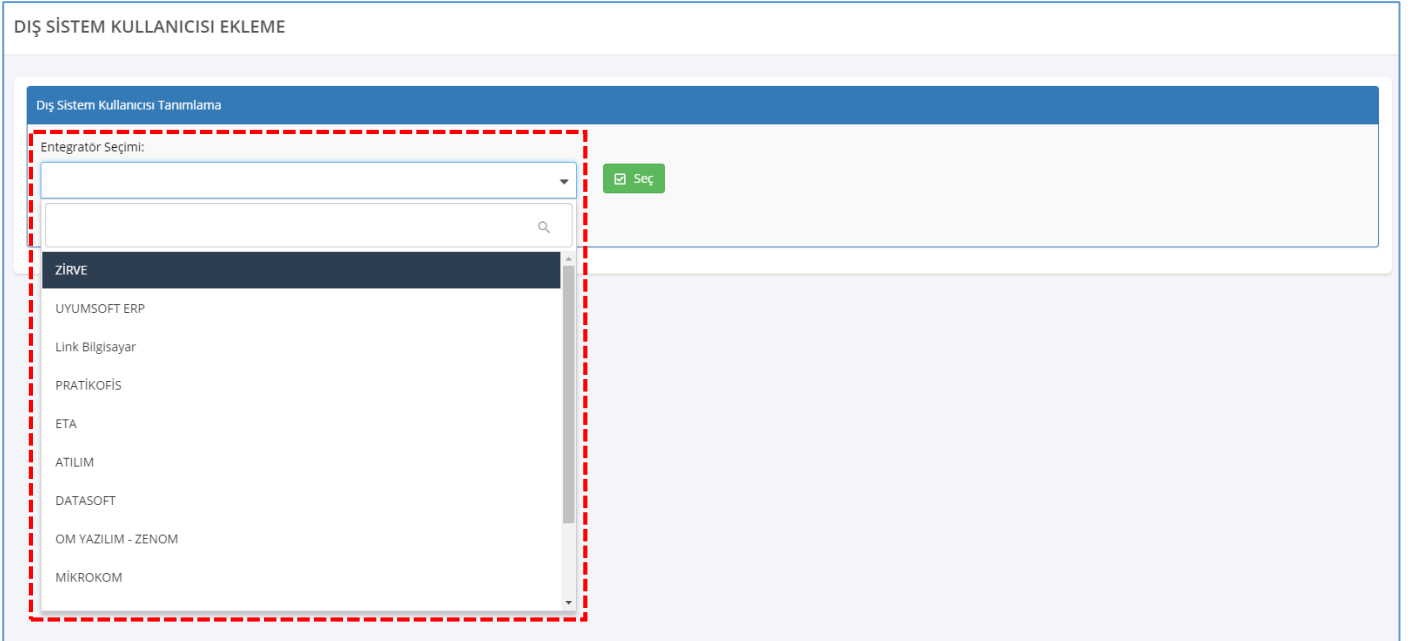 DIŞ SİSTEM KULLANICISI EKLEME
Dış Sistem Kullanıcısı Tanımlama
Entegratör Seçimi:
Seç
ZİRVE
UYUMSOFT ERP
Link Bilgisayar
PRATİKOFİS
ETA
ATILIM
DATASOFT
OM YAZILIM - ZENOM
MİKROKOM